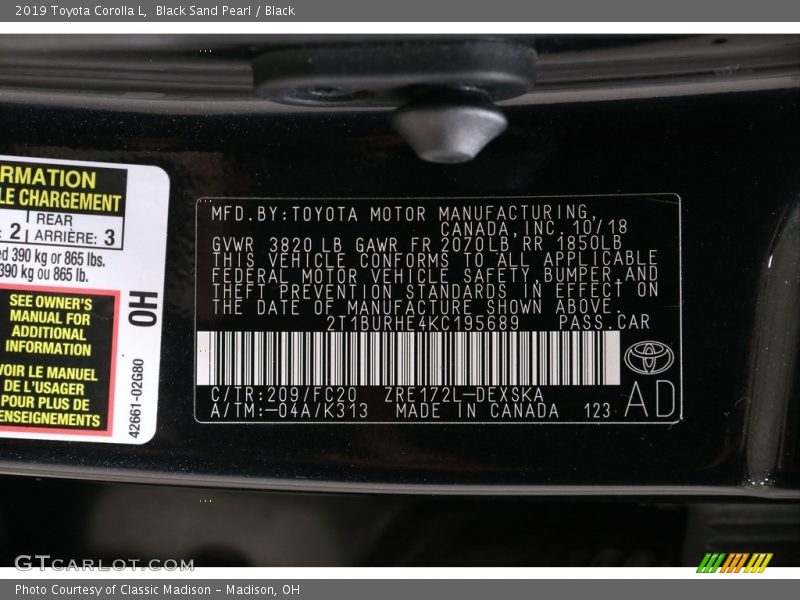 2019 Toyota Corolla L, Black Sand Pearl / Black
RMATION
LE CHARGEMENT
2 REAR
ARRIÈRE: 3
ed 390 kg or 865 lbs.
390 kg ou 865 lb.
SEE OWNER'S
MANUAL FOR
ADDITIONAL
INFORMATION
VOIR LE MANUEL
DE L'USAGER
POUR PLUS DE
ENSEIGNEMENTS
OH
42661-02G80
MFD.BY:TOYOTA MOTOR MANUFACTURING,
CANADA,INC.10/18
GVWR 3820 LB GAWR FR 2070LB RR 1850LB
THIS VEHICLE CONFORMS TO ALL APPLICABLE
FEDERAL MOTOR VEHICLE SAFETY,BUMPER,AND
THEFT PREVENTION STANDARDS IN EFFECT ON
THE DATE OF MANUFACTURE SHOWN ABOVE.
2T1BURHE4KC195689 PASS.CAR
C/TR:209/FC20 ZRE172L-DEXSKA
A/TM:-04A/K313 MADE IN CANADA 123
AD
GTCARLOT.COM
Photo Courtesy of Classic Madison - Madison, OH